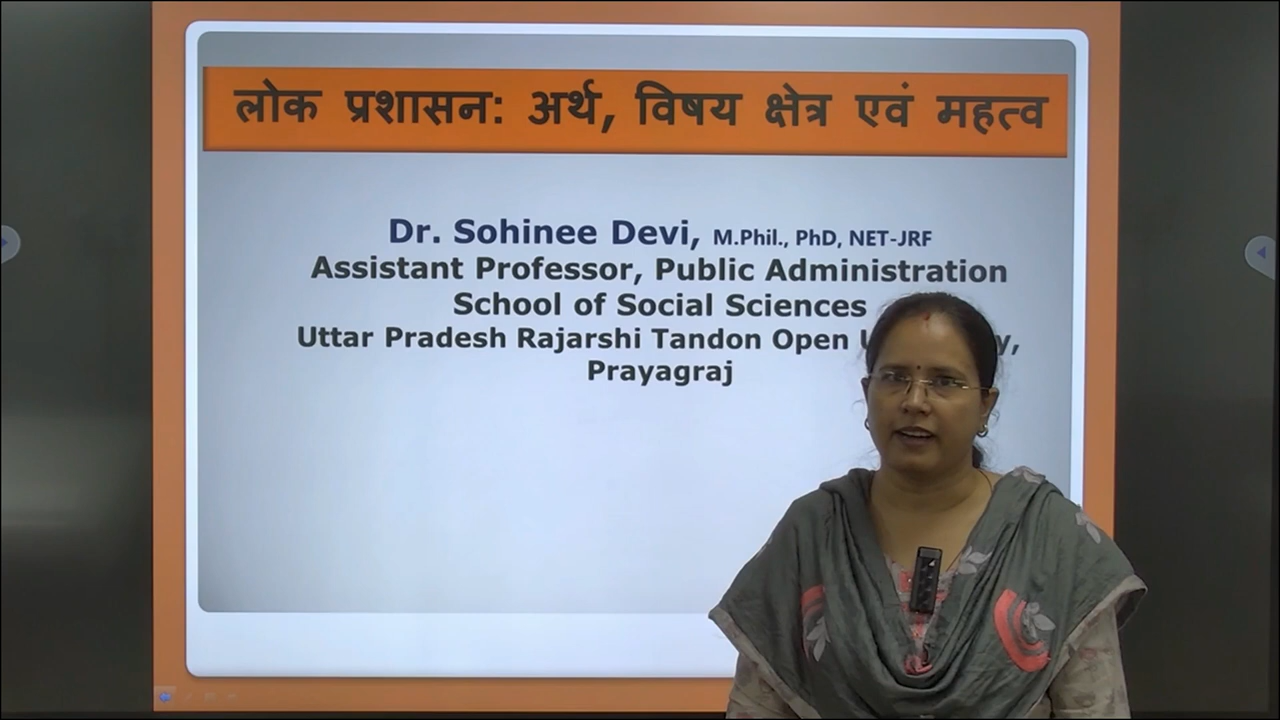 लोक प्रशासन: अर्थ, विषय क्षेत्र एवं महत्व
Dr. Sohinee Devi, M.Phil., PhD, NET-JRF
Assistant Professor, Public Administration
School of Social Sciences
Uttar Pradesh Rajarshi Tandon Open
Prayagraj